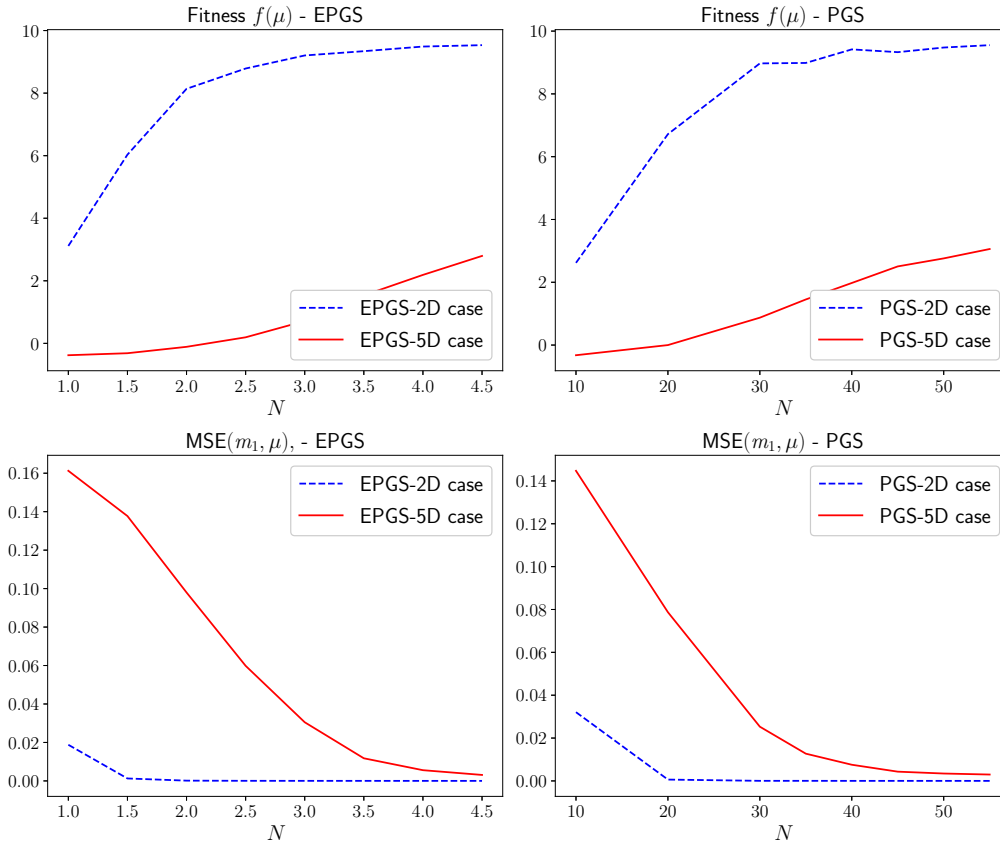 Fitness f(μ) - EPGS
10
8
6
4
2
0
EPGS-2D case
EPGS-5D case
1.0 1.5 2.0 2.5 3.0 3.5 4.0 4.5
N
Fitness f(μ) - PGS
10
8
6
4
2
0
PGS-2D case
PGS-5D case
10 20 30 40 50
N
MSE(m₁, μ), - EPGS
0.16
0.14
0.12
0.10
0.08
0.06
0.04
0.02
0.00
EPGS-2D case
EPGS-5D case
1.0 1.5 2.0 2.5 3.0 3.5 4.0 4.5
N
MSE(m₁, μ) - PGS
0.14
0.12
0.10
0.08
0.06
0.04
0.02
0.00
PGS-2D case
PGS-5D case
10 20 30 40 50
N